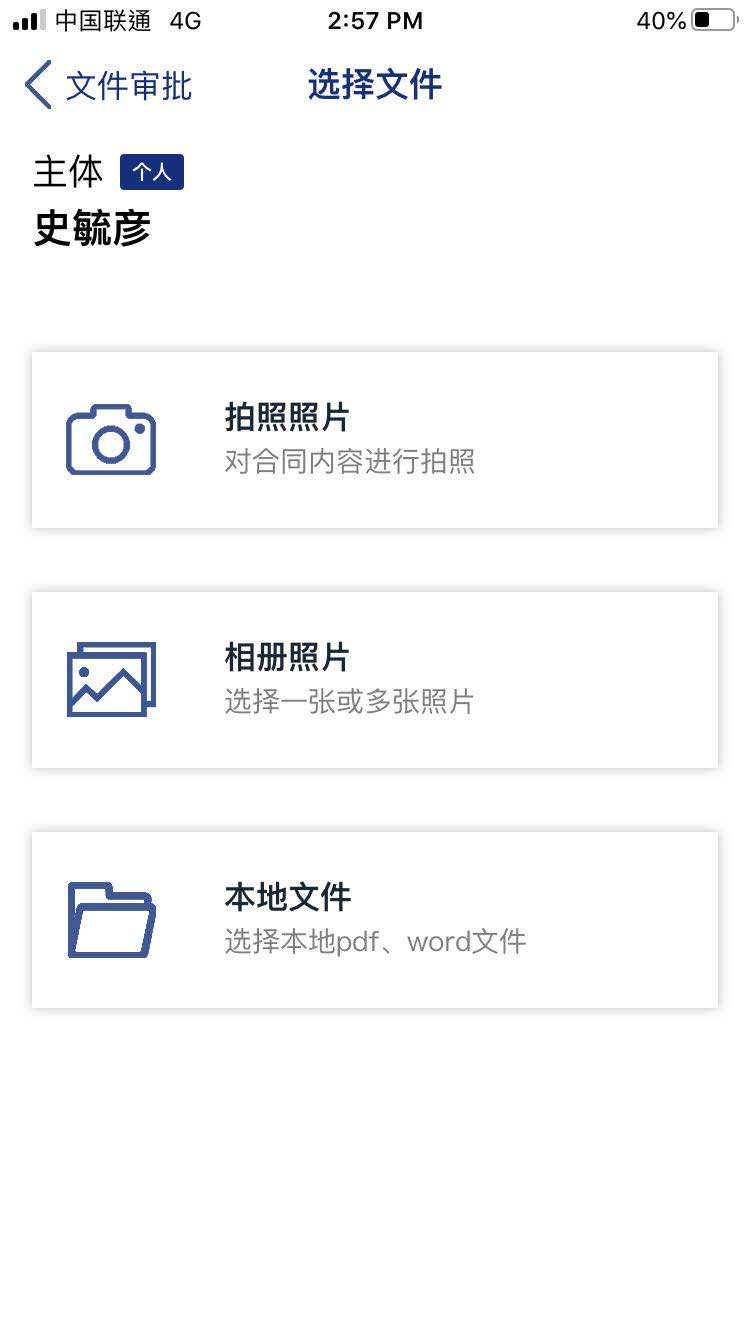 中国联通 4G 2:57 PM 40%
文件审批 选择文件
主体 个人
史毓彦
拍照照片
对合同内容进行拍照
相册照片
选择一张或多张照片
本地文件
选择本地pdf、word文件